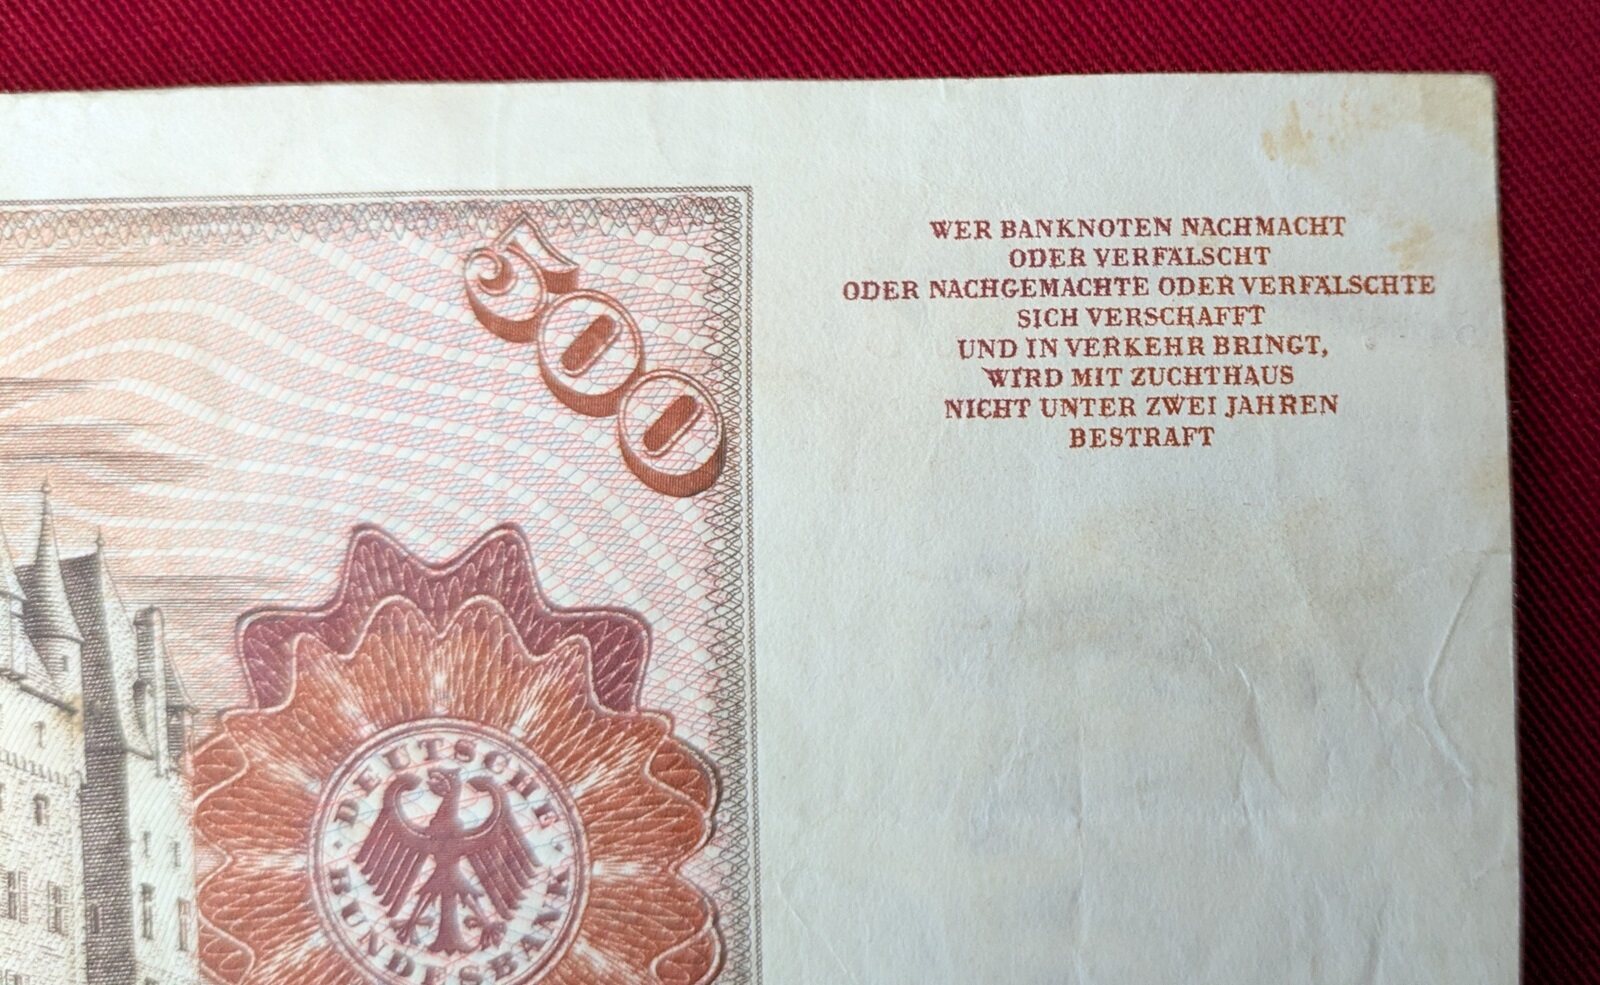 500
WER BANKNOTEN NACHMACHT
ODER VERFÄLSCHT
ODER NACHGEMACHTE ODER VERFÄLSCHTE
SICH VERSCHAFFT
UND IN VERKEHR BRINGT,
WIRD MIT ZUCHTHAUS
NICHT UNTER ZWEI JAHREN
BESTRAFT
· DEUTSCHE ·
BUNDESBANK